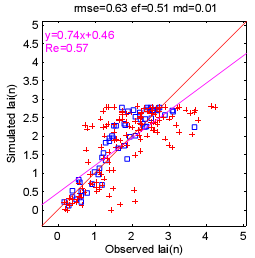 rmse=0.63 ef=0.51 md=0.01
y=0.74x+0.46
Re=0.57
Simulated lai(n)
5
4.5
4
3.5
3
2.5
2
1.5
1
0.5
0
0 1 2 3 4 5
Observed lai(n)